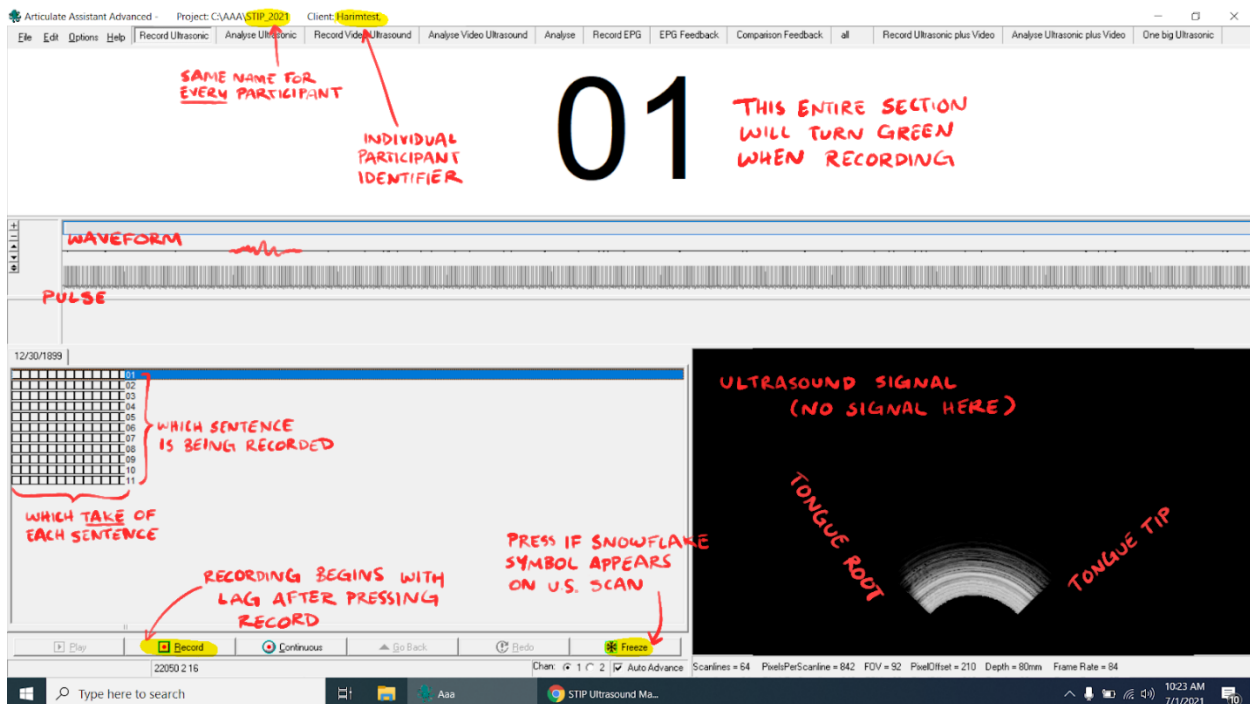 Articulate Assistant Advanced - Project: C:\AAA\STIP_2021 Client: Harimtest,
File Edit Options Help Record Ultrasonic Analyse Ultrasonic Record Video Ultrasound Analyse Video Ultrasound Analyse Record EPG EPG Feedback Comparison Feedback all Record Ultrasonic plus Video Analyse Ultrasonic plus Video One big Ultrasonic
SAME NAME FOR
EVERY PARTICIPANT
INDIVIDUAL
PARTICIPANT
IDENTIFIER
01
THIS ENTIRE SECTION
WILL TURN GREEN
WHEN RECORDING
WAVEFORM
PULSE
12/30/1899
01
02
03
04
05
06
07
08
09
10
11
WHICH SENTENCE
IS BEING RECORDED
WHICH TAKE OF
EACH SENTENCE
RECORDING BEGINS WITH
LAG AFTER PRESSING
RECORD
PRESS IF SNOWFLAKE
SYMBOL APPEARS
ON U.S. SCAN
ULTRASOUND SIGNAL
(NO SIGNAL HERE)
TONGUE ROOT
TONGUE TIP
Play Record Continuous Go Back Redo Freeze
22050 2 16 Chan: 1 2 Auto Advance Scanlines = 64 PixelsPerScanline = 842 FOV = 92 PixelOffset = 210 Depth = 80mm Frame Rate = 84
Type here to search Aaa STIP Ultrasound Ma... 10:23 AM
7/1/2021
10